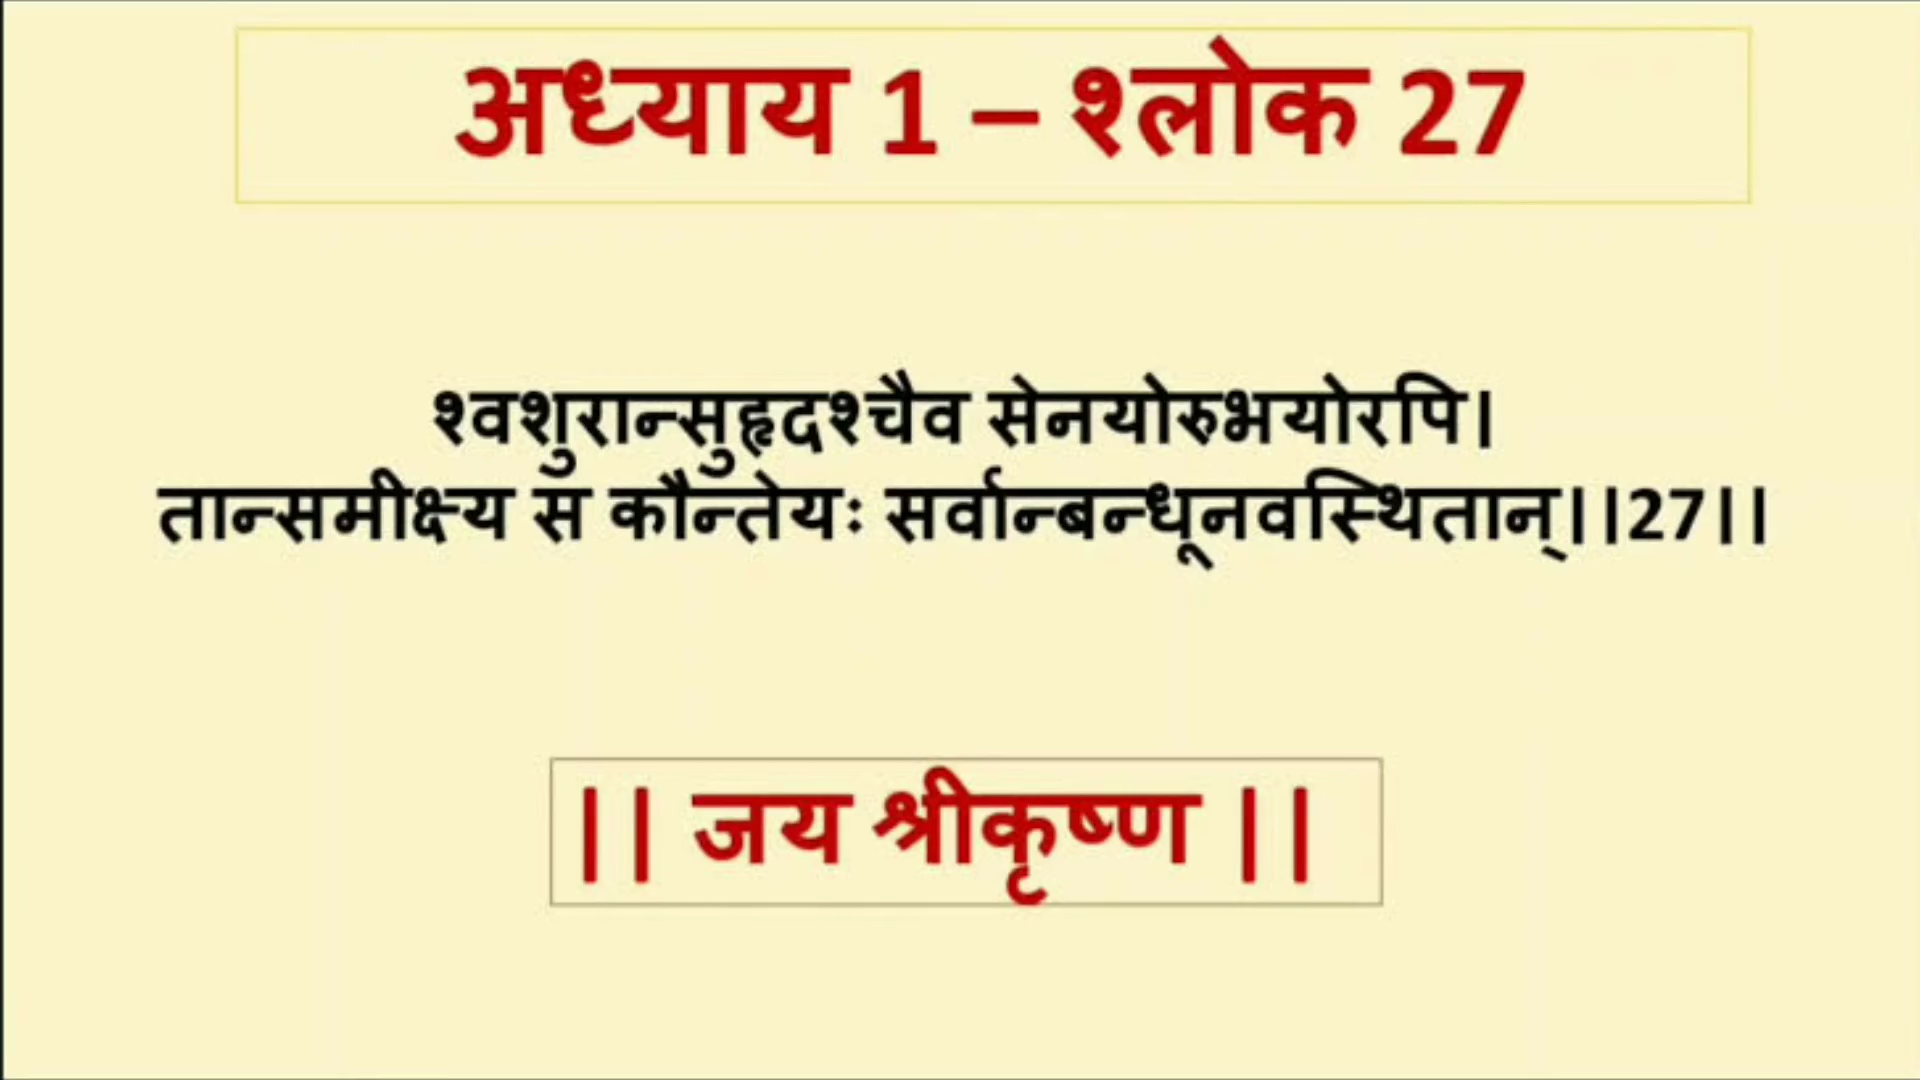 अध्याय 1 – श्लोक 27
श्वशुरान्सुहृदश्चैव सेनयोरुभयोरपि।
तान्समीक्ष्य स कौन्तेयः सर्वान्बन्धूनवस्थितान्।।27।।
|| जय श्रीकृष्ण ||